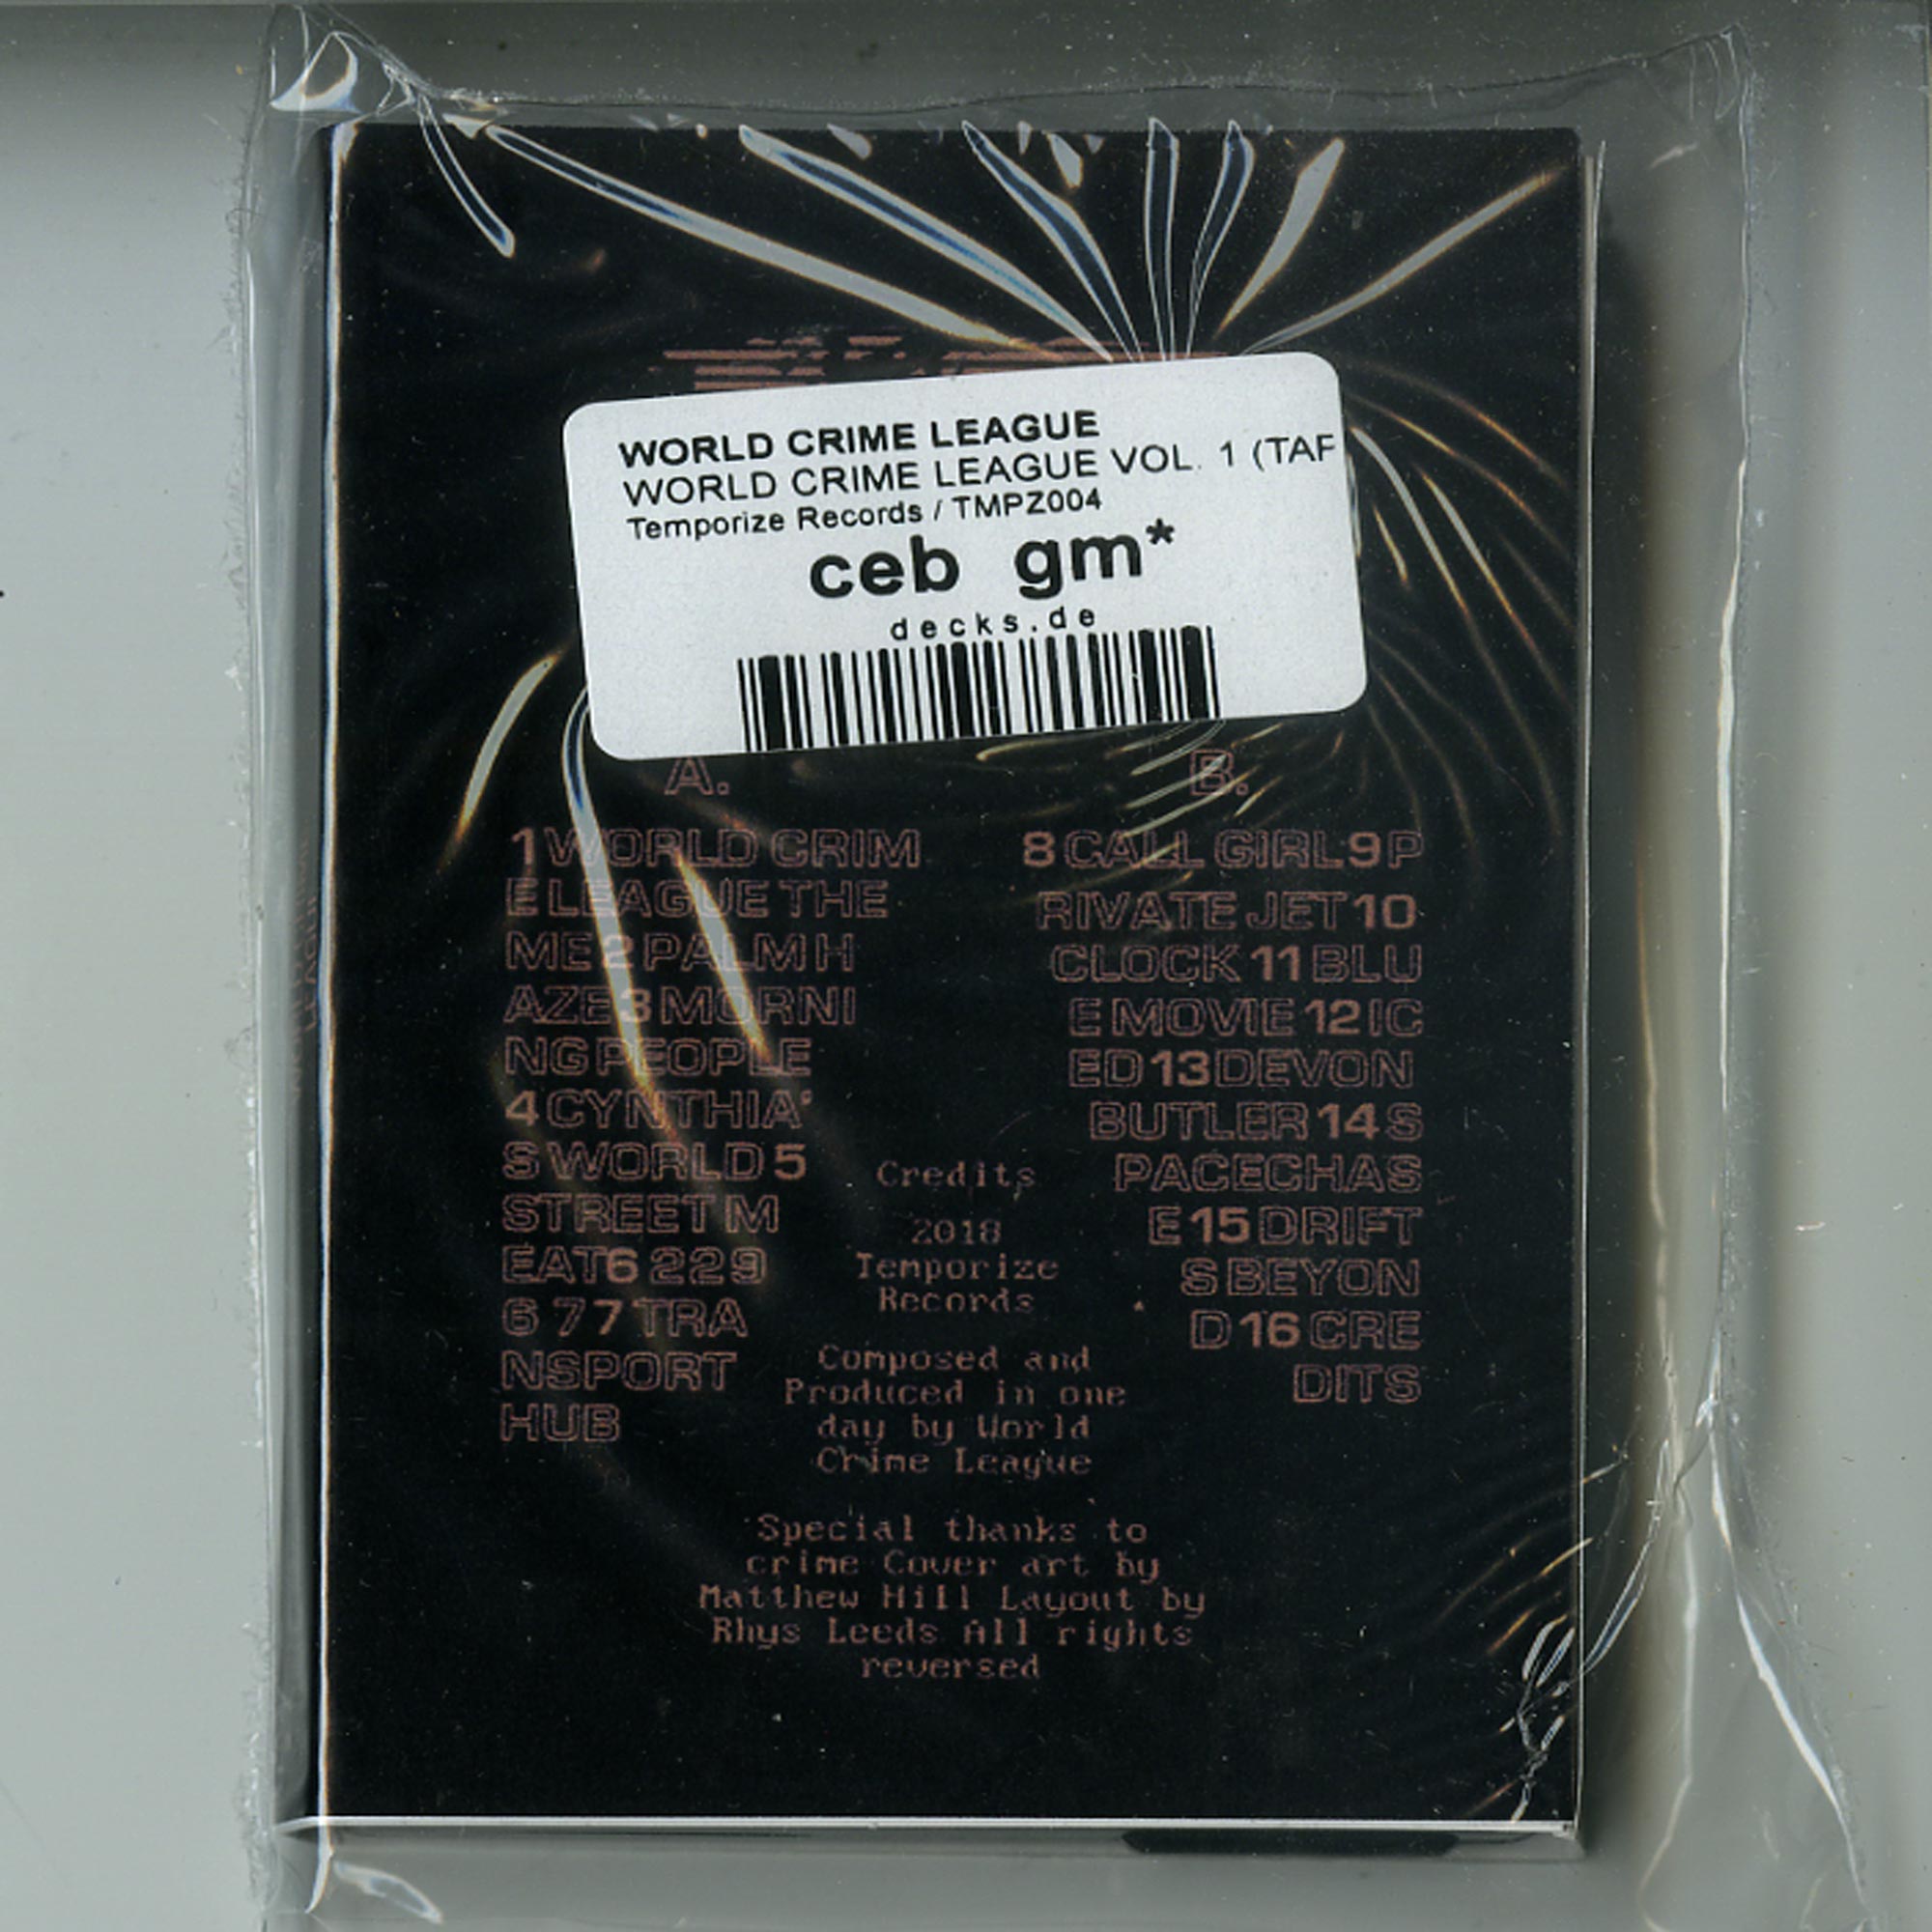 WORLD CRIME LEAGUE
WORLD CRIME LEAGUE VOL. 1 (TAP
Temporize Records / TMPZ004
ceb gm*
decks.de
A.
1 WORLD CRIM
E LEAGUE THE
ME 2 PALM H
AZE 3 MORNI
NG PEOPLE
4 CYNTHIA'
S WORLD 5
STREET M
EAT 6 229
6 7 7 TRA
NSPORT
HUB
B.
8 CALL GIRL 9 P
RIVATE JET 10
CLOCK 11 BLU
E MOVIE 12 IC
ED 13 DEVON
BUTLER 14 S
PACECHAS
E 15 DRIFT
S BEYON
D 16 CRE
DITS
Credits
2018
Temporize
Records
Composed and
Produced in one
day by World
Crime League
Special thanks to
crime Cover art by
Matthew Hill Layout by
Rhys Leeds All rights
reversed